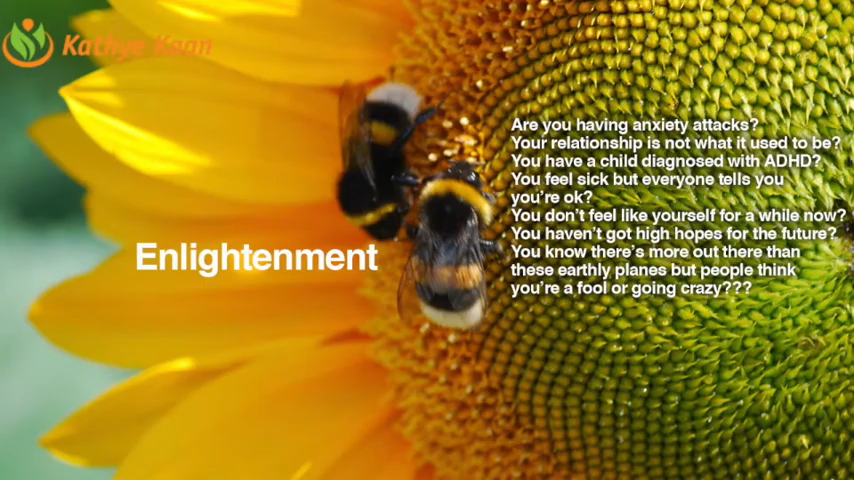 Kathye Kaan
Are you having anxiety attacks?
Your relationship is not what it used to be?
You have a child diagnosed with ADHD?
You feel sick but everyone tells you
you're ok?
You don't feel like yourself for a while now?
You haven't got high hopes for the future?
You know there's more out there than
these earthly planes but people think
you're a fool or going crazy???
Enlightenment